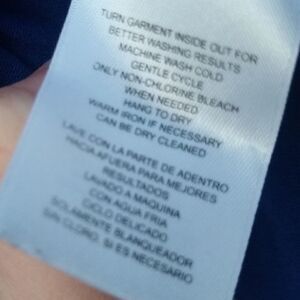 TURN GARMENT INSIDE OUT FOR
BETTER WASHING RESULTS
MACHINE WASH COLD
GENTLE CYCLE
ONLY NON-CHLORINE BLEACH
WHEN NEEDED
HANG TO DRY
WARM IRON IF NECESSARY
CAN BE DRY CLEANED
LAVE CON LA PARTE DE ADENTRO
HACIA AFUERA PARA MEJORES
RESULTADOS
LAVADO A MAQUINA
CON AGUA FRIA
CICLO DELICADO
SOLAMENTE BLANQUEADOR
SIN CLORO, SI ES NECESARIO